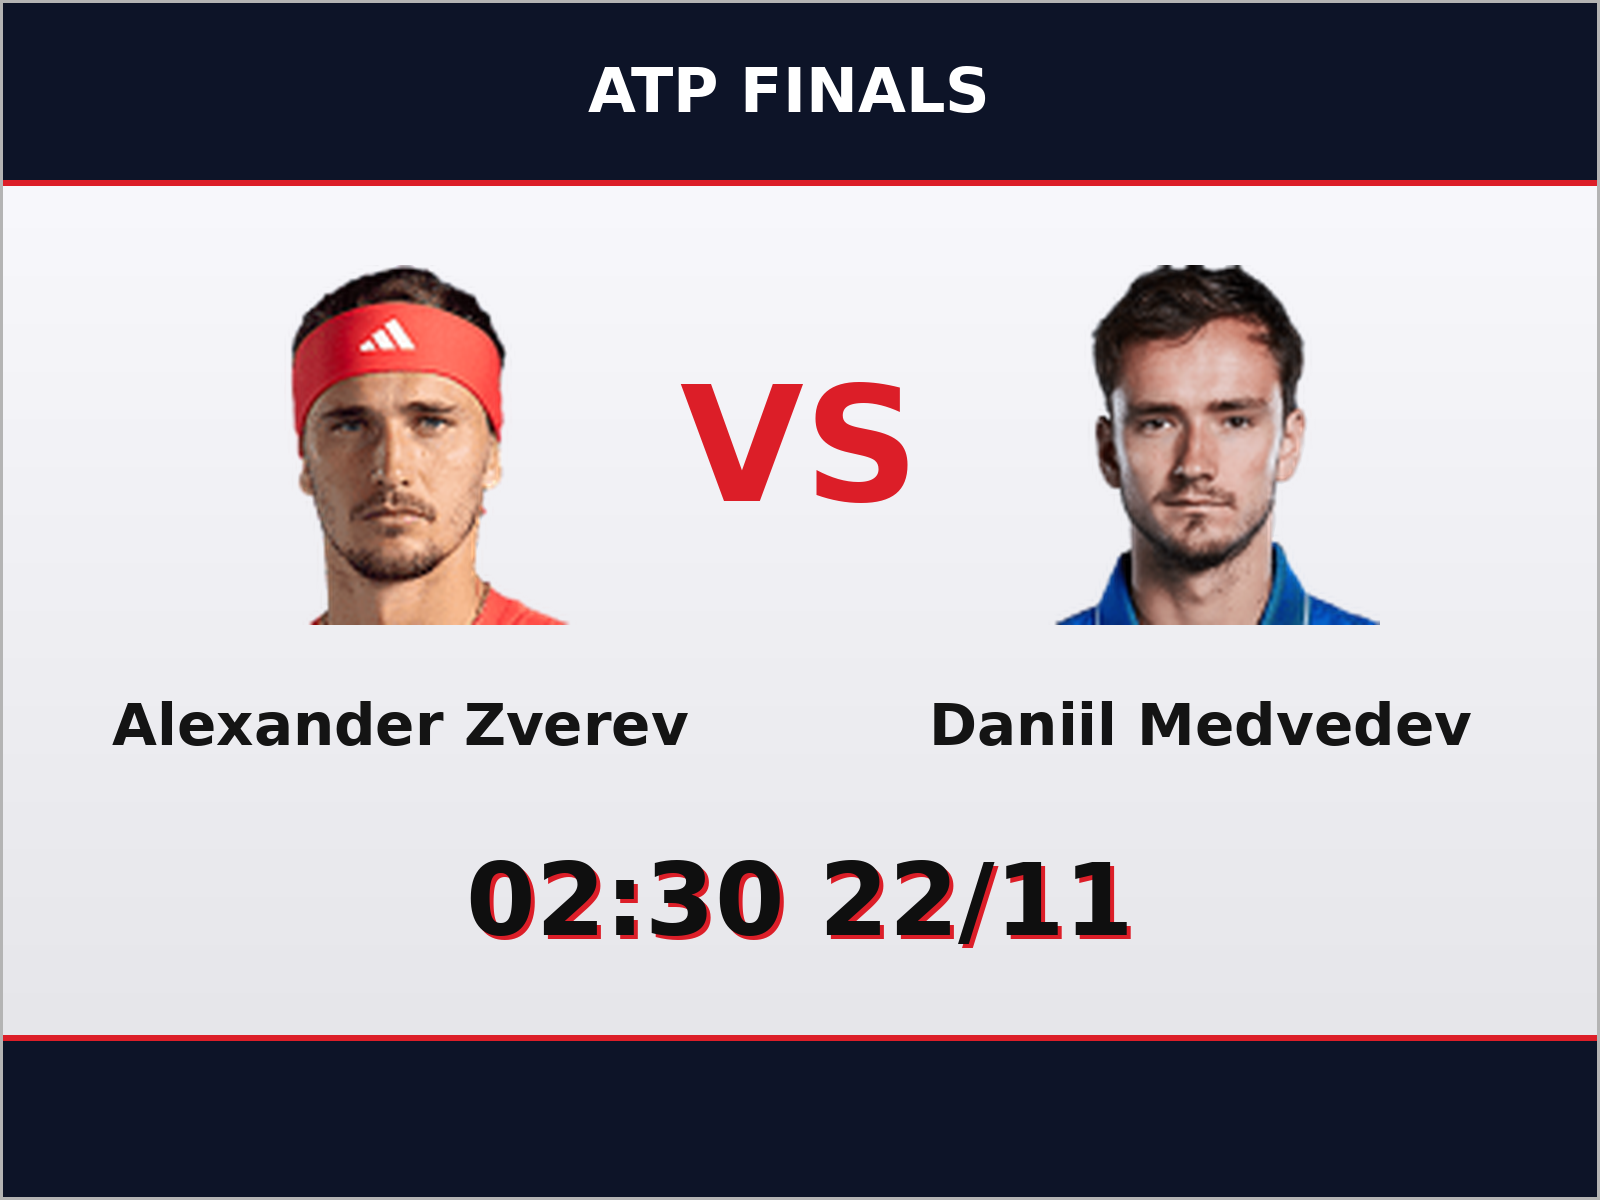 ATP FINALS
VS
Alexander Zverev
Daniil Medvedev
02:30 22/11